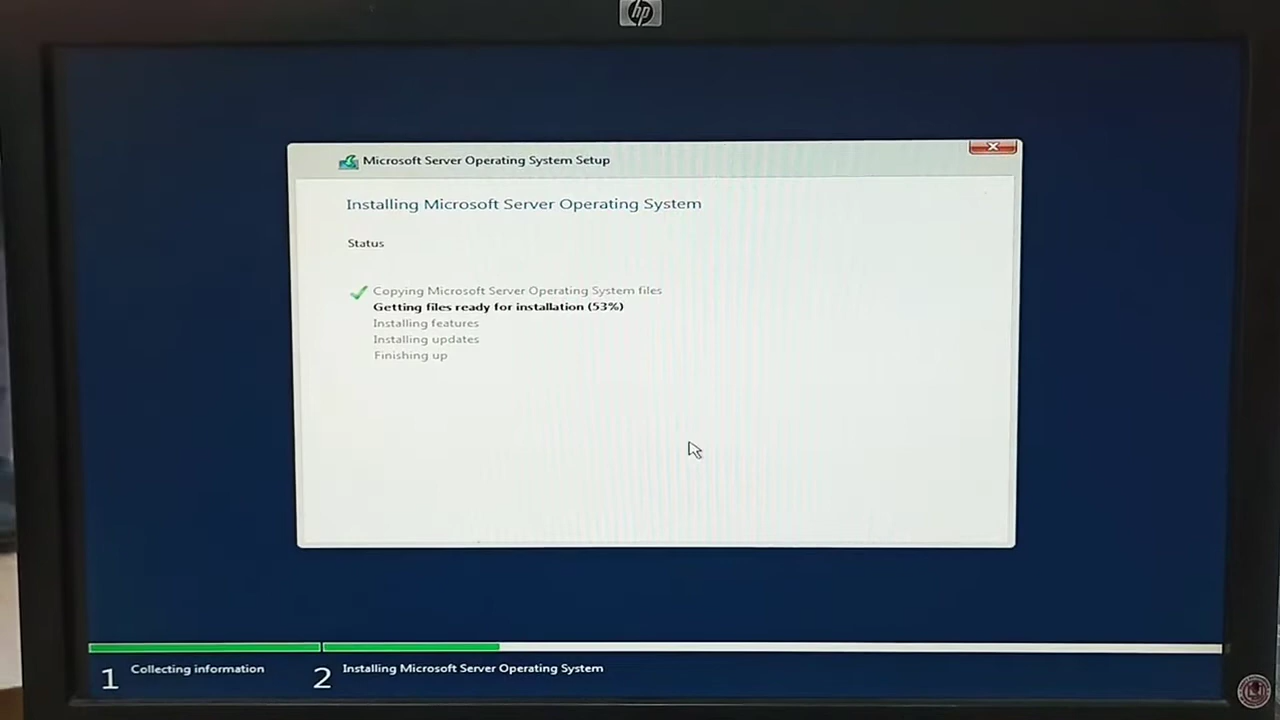 hp
Microsoft Server Operating System Setup
Installing Microsoft Server Operating System
Status
Copying Microsoft Server Operating System files
Getting files ready for installation (53%)
Installing features
Installing updates
Finishing up
1 Collecting information
2 Installing Microsoft Server Operating System